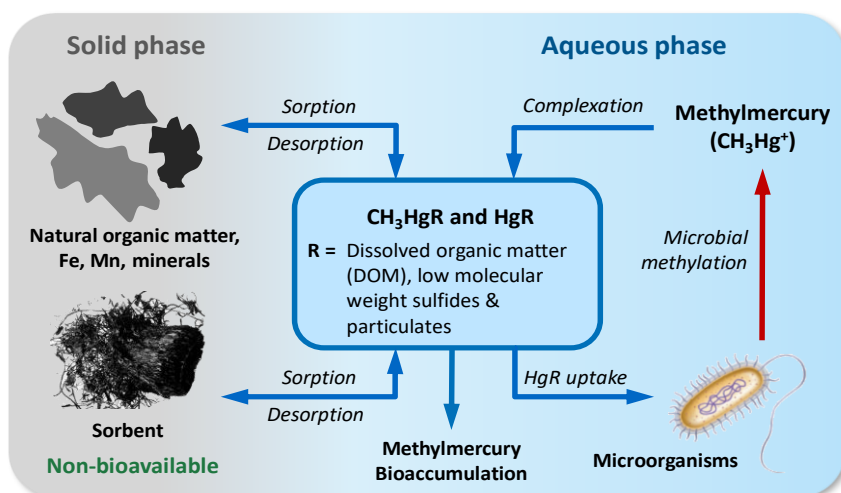 Solid phase
Aqueous phase
Sorption
Desorption
Complexation
Methylmercury
(CH₃Hg⁺)
Natural organic matter,
Fe, Mn, minerals
CH₃HgR and HgR
R = Dissolved organic matter
(DOM), low molecular
weight sulfides &
particulates
Microbial
methylation
Sorption
Desorption
HgR uptake
Sorbent
Non-bioavailable
Methylmercury
Bioaccumulation
Microorganisms